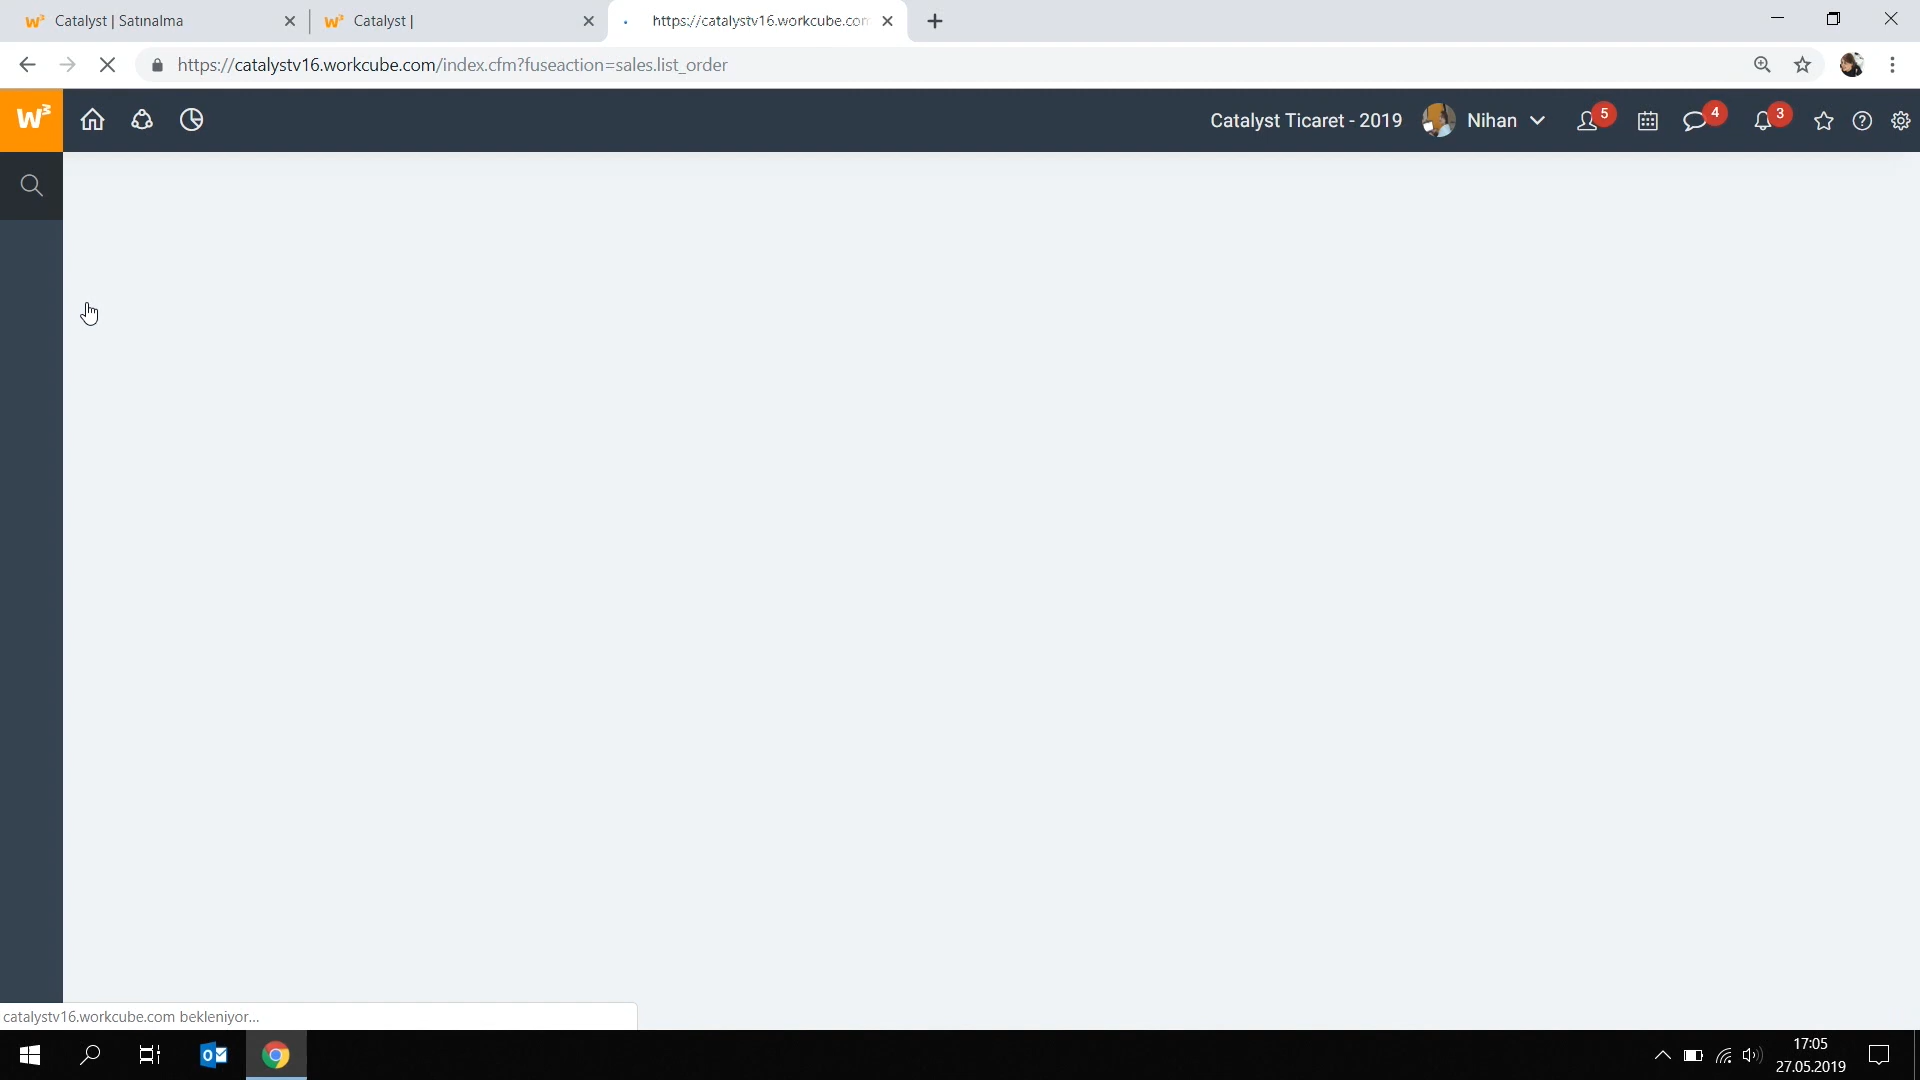 Catalyst | Satınalma
Catalyst |
https://catalystv16.workcube.com
https://catalystv16.workcube.com/index.cfm?fuseaction=sales.list_order
w3
Catalyst Ticaret - 2019
Nihan
5
4
3
catalystv16.workcube.com bekleniyor...
17:05
27.05.2019